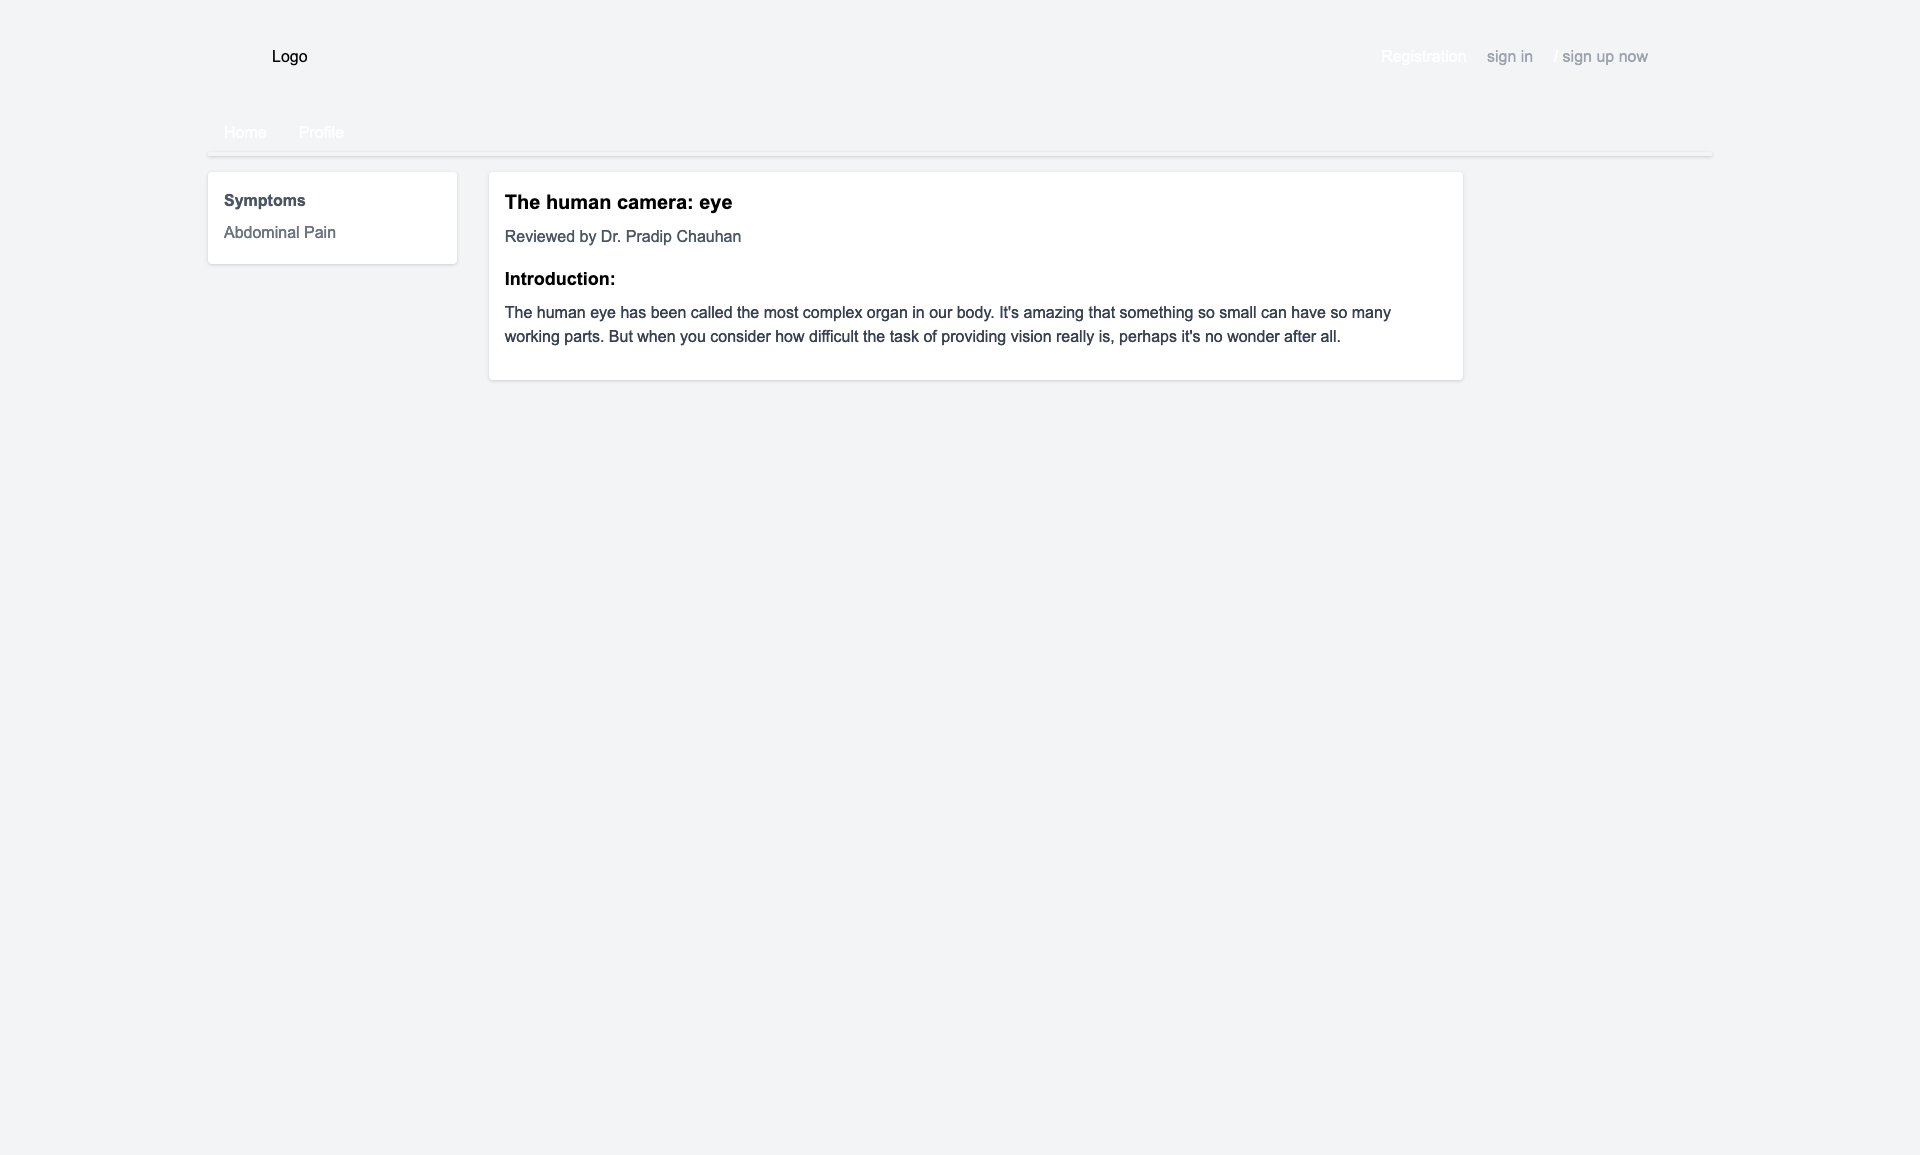 Logo
Registration sign in / sign up now
Home Profile
Symptoms
Abdominal Pain
The human camera: eye
Reviewed by Dr. Pradip Chauhan
Introduction:
The human eye has been called the most complex organ in our body. It's amazing that something so small can have so many
working parts. But when you consider how difficult the task of providing vision really is, perhaps it's no wonder after all.